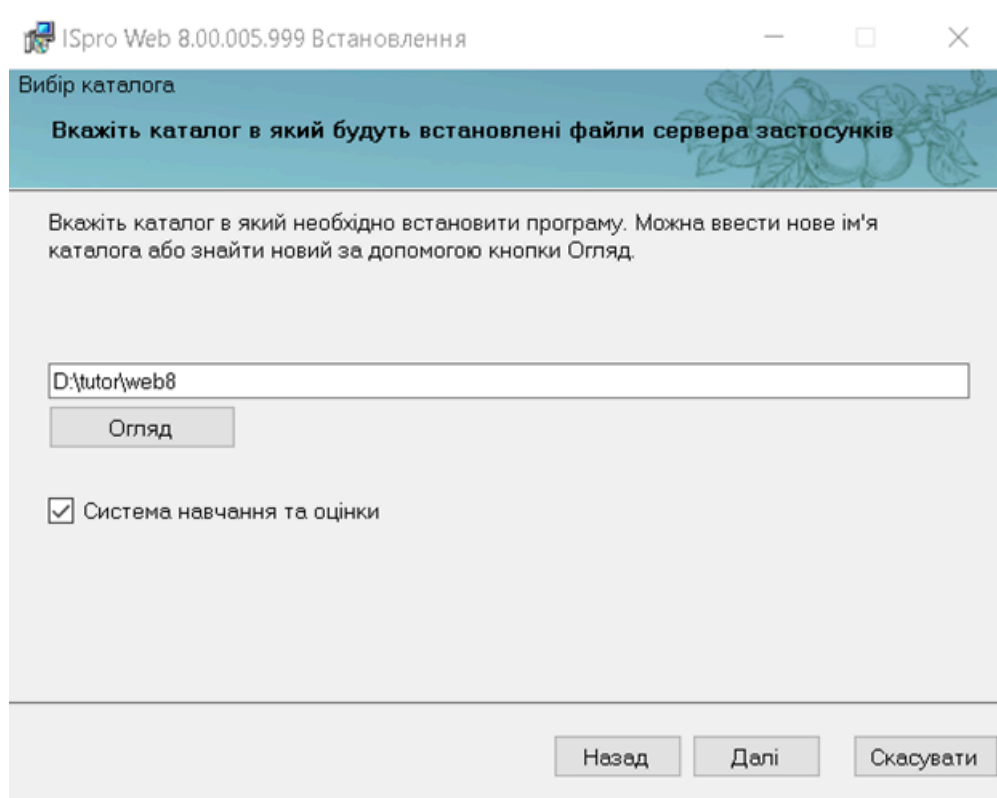 ISpro Web 8.00.005.999 Встановлення
Вибір каталога
Вкажіть каталог в який будуть встановлені файли сервера застосунків
Вкажіть каталог в який необхідно встановити програму. Можна ввести нове ім'я
каталога або знайти новий за допомогою кнопки Огляд.
D:\tutor\web8
Огляд
Система навчання та оцінки
Назад
Далі
Скасувати